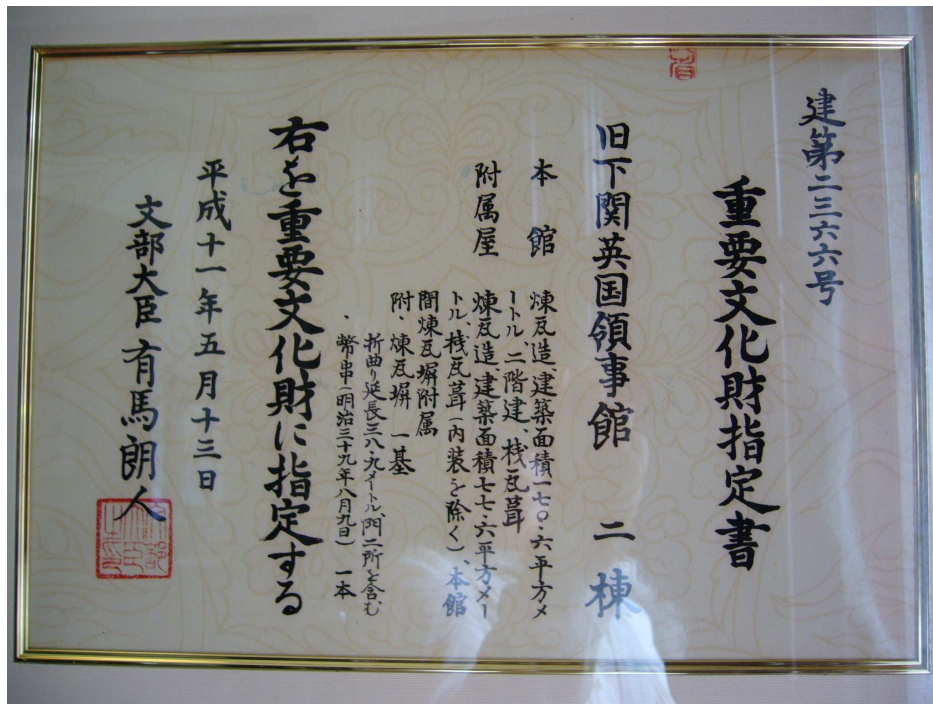 建第二三六六号
重要文化財指定書
旧下関英国領事館 二棟
本館
煉瓦造、建築面積一七〇・六平方メ
ートル、二階建、桟瓦葺
附属屋
煉瓦造、建築面積七七・六平方メー
トル、桟瓦葺(内装を除く)、本館
間煉瓦塀附属
附・煉瓦塀 一基
折曲り延長三八・九メートル、門二所を含む
・幣串(明治三十九年八月九日) 一本
右を重要文化財に指定する
平成十一年五月十三日
文部大臣 有馬朗人
文部大臣之印